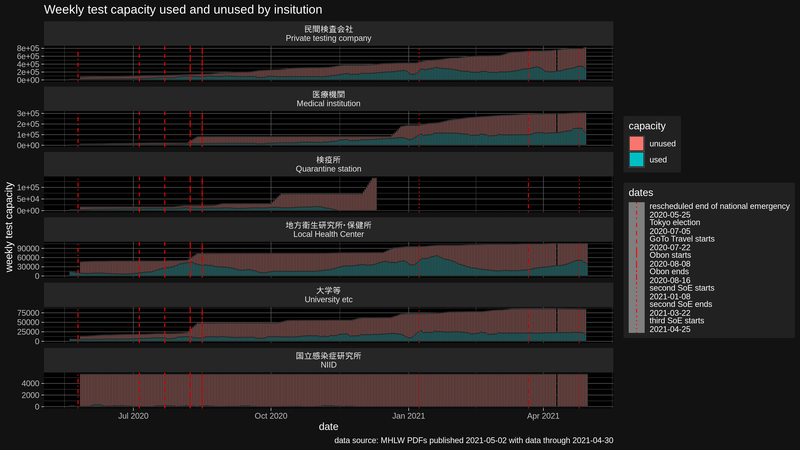 Weekly test capacity used and unused by insitution
民間検査会社
Private testing company
8e+05
6e+05
4e+05
2e+05
0e+00
医療機関
Medical institution
3e+05
2e+05
1e+05
0e+00
検疫所
Quarantine station
1e+05
0e+00
地方衛生研究所・保健所
Local Health Center
90000
60000
30000
0
大学等
University etc
75000
50000
25000
0
国立感染症研究所
NIID
4000
2000
0
Jul 2020
Oct 2020
Jan 2021
Apr 2021
date
weekly test capacity
data source: MHLW PDFs published 2021-05-02 with data through 2021-04-30
capacity
unused
used
dates
rescheduled end of national emergency
2020-05-25
Tokyo election
2020-07-05
GoTo Travel starts
2020-07-22
Obon starts
2020-08-08
Obon ends
2020-08-16
second SoE starts
2021-01-08
second SoE ends
2021-03-22
third SoE starts
2021-04-25